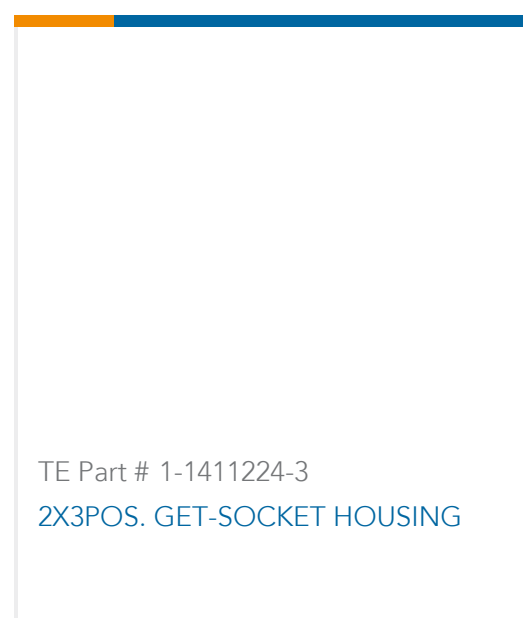 TE Part # 1-1411224-3
2X3POS. GET-SOCKET HOUSING